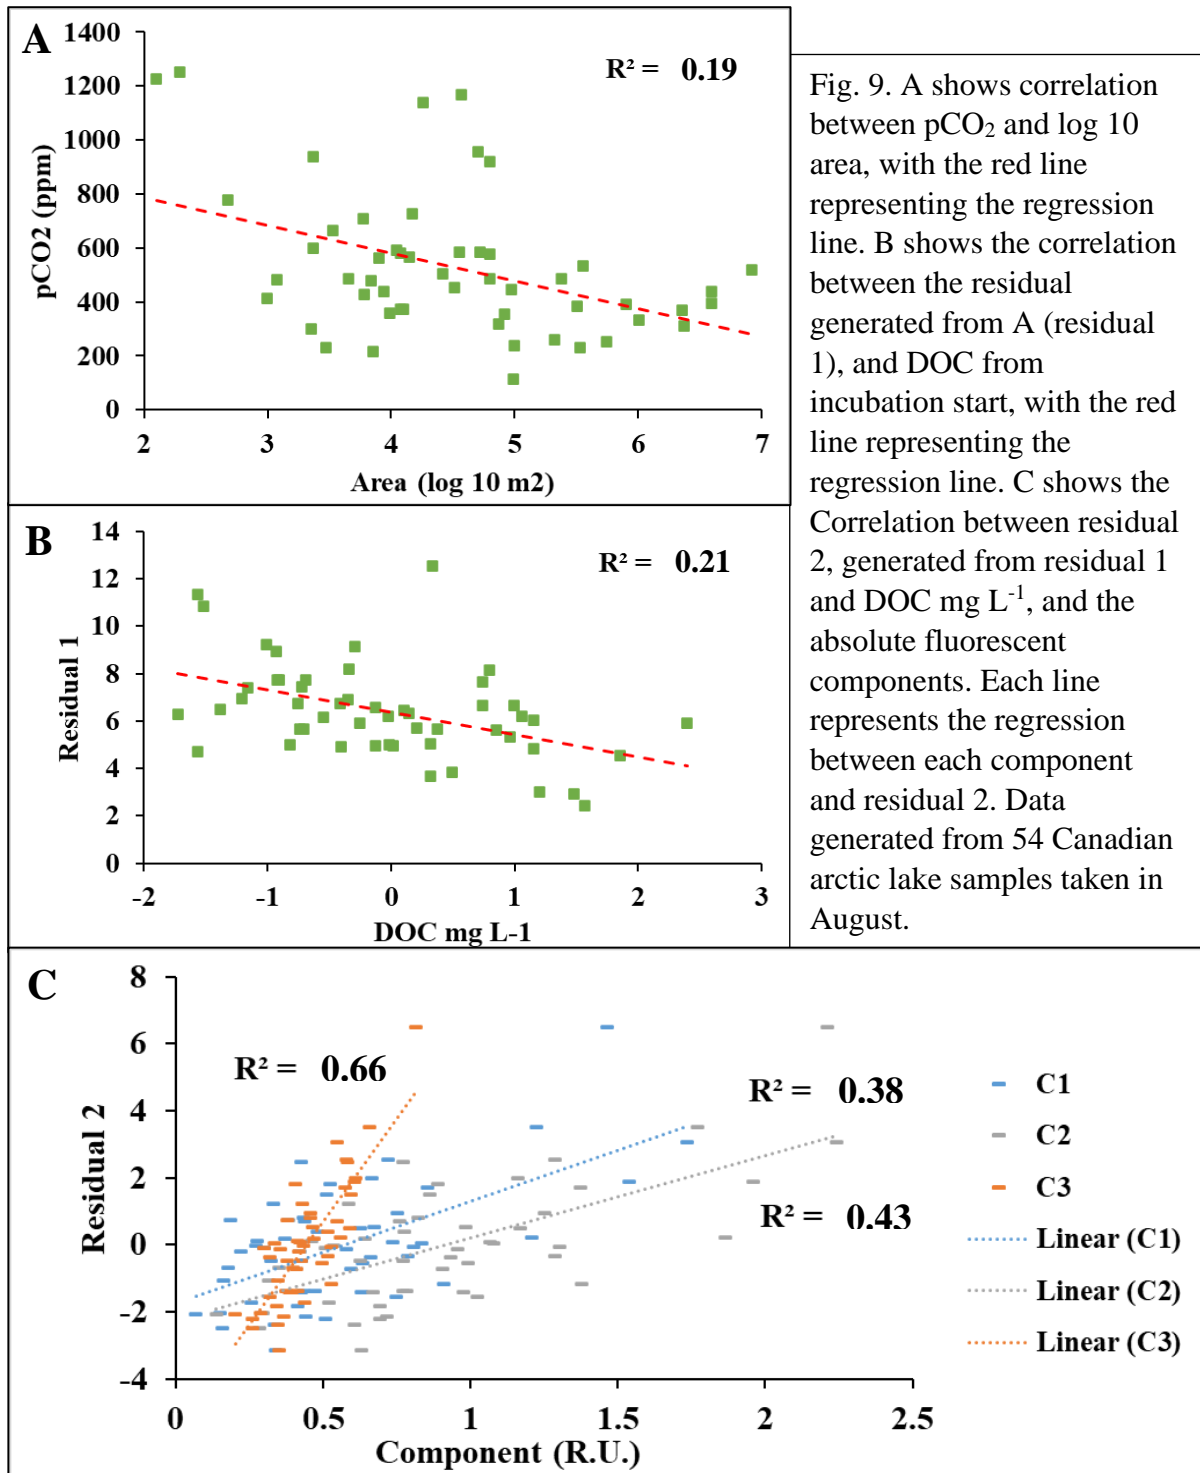 A
1400
1200
1000
800
600
400
200
0
pCO2 (ppm)
R² = 0.19
2 3 4 5 6 7
Area (log 10 m2)
B
14
12
10
8
6
4
2
0
Residual 1
R² = 0.21
-2 -1 0 1 2 3
DOC mg L-1
Fig. 9. A shows correlation
between pCO₂ and log 10
area, with the red line
representing the regression
line. B shows the correlation
between the residual
generated from A (residual
1), and DOC from
incubation start, with the red
line representing the
regression line. C shows the
Correlation between residual
2, generated from residual 1
and DOC mg L⁻¹, and the
absolute fluorescent
components. Each line
represents the regression
between each component
and residual 2. Data
generated from 54 Canadian
arctic lake samples taken in
August.
C
8
6
4
2
0
-2
-4
Residual 2
R² = 0.66
R² = 0.38
R² = 0.43
0 0.5 1 1.5 2 2.5
Component (R.U.)
C1
C2
C3
Linear (C1)
Linear (C2)
Linear (C3)